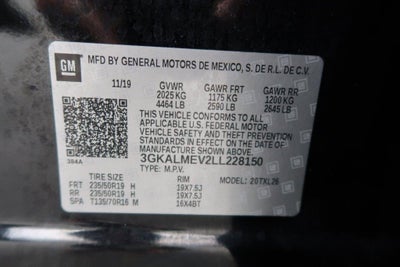 GM
MFD BY GENERAL MOTORS DE MEXICO, S. DE R.L. DE C.V.
11/19 GVWR GAWR FRT GAWR RR
2025 KG 1175 KG 1200 KG
4464 LB 2590 LB 2645 LB
THIS VEHICLE CONFORMS TO ALL APPLICABLE
U.S. FEDERAL MOTOR VEHICLE SAFETY, BUMPER,
AND THEFT PREVENTION STANDARDS IN EFFECT
ON THE DATE OF MANUFACTURE SHOWN ABOVE.
3GKALMEV2LL228150
TYPE: M.P.V. MODEL: 20TXL26
TIRE SIZE RIM
FRT 235/50R19 H 19X7.5J
RR 235/50R19 H 19X7.5J
SPA T135/70R16 M 16X4BT
394A